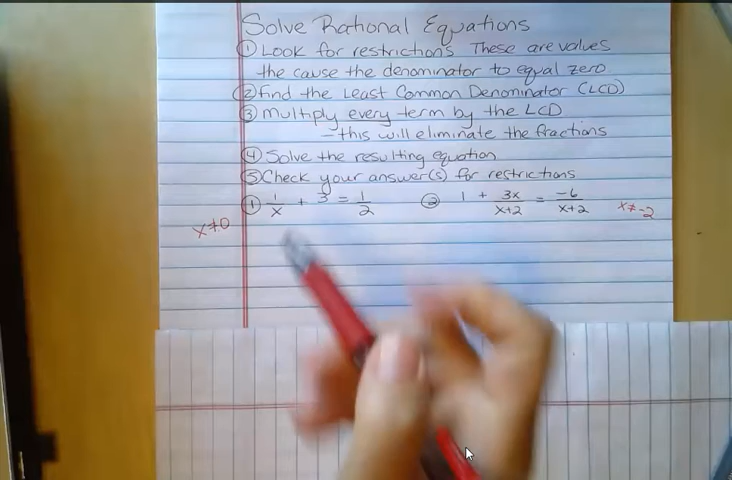 Solve Rational Equations
① Look for restrictions These are values
the cause the denominator to equal zero
② find the Least Common Denominator (LCD)
③ multiply every term by the LCD
- this will eliminate the fractions
④ Solve the resulting equation
⑤ Check your answer(s) for restrictions
① 1/x + 3 = 1/2 ② 1 + 3x/x+2 = -6/x+2 x≠-2
x≠0